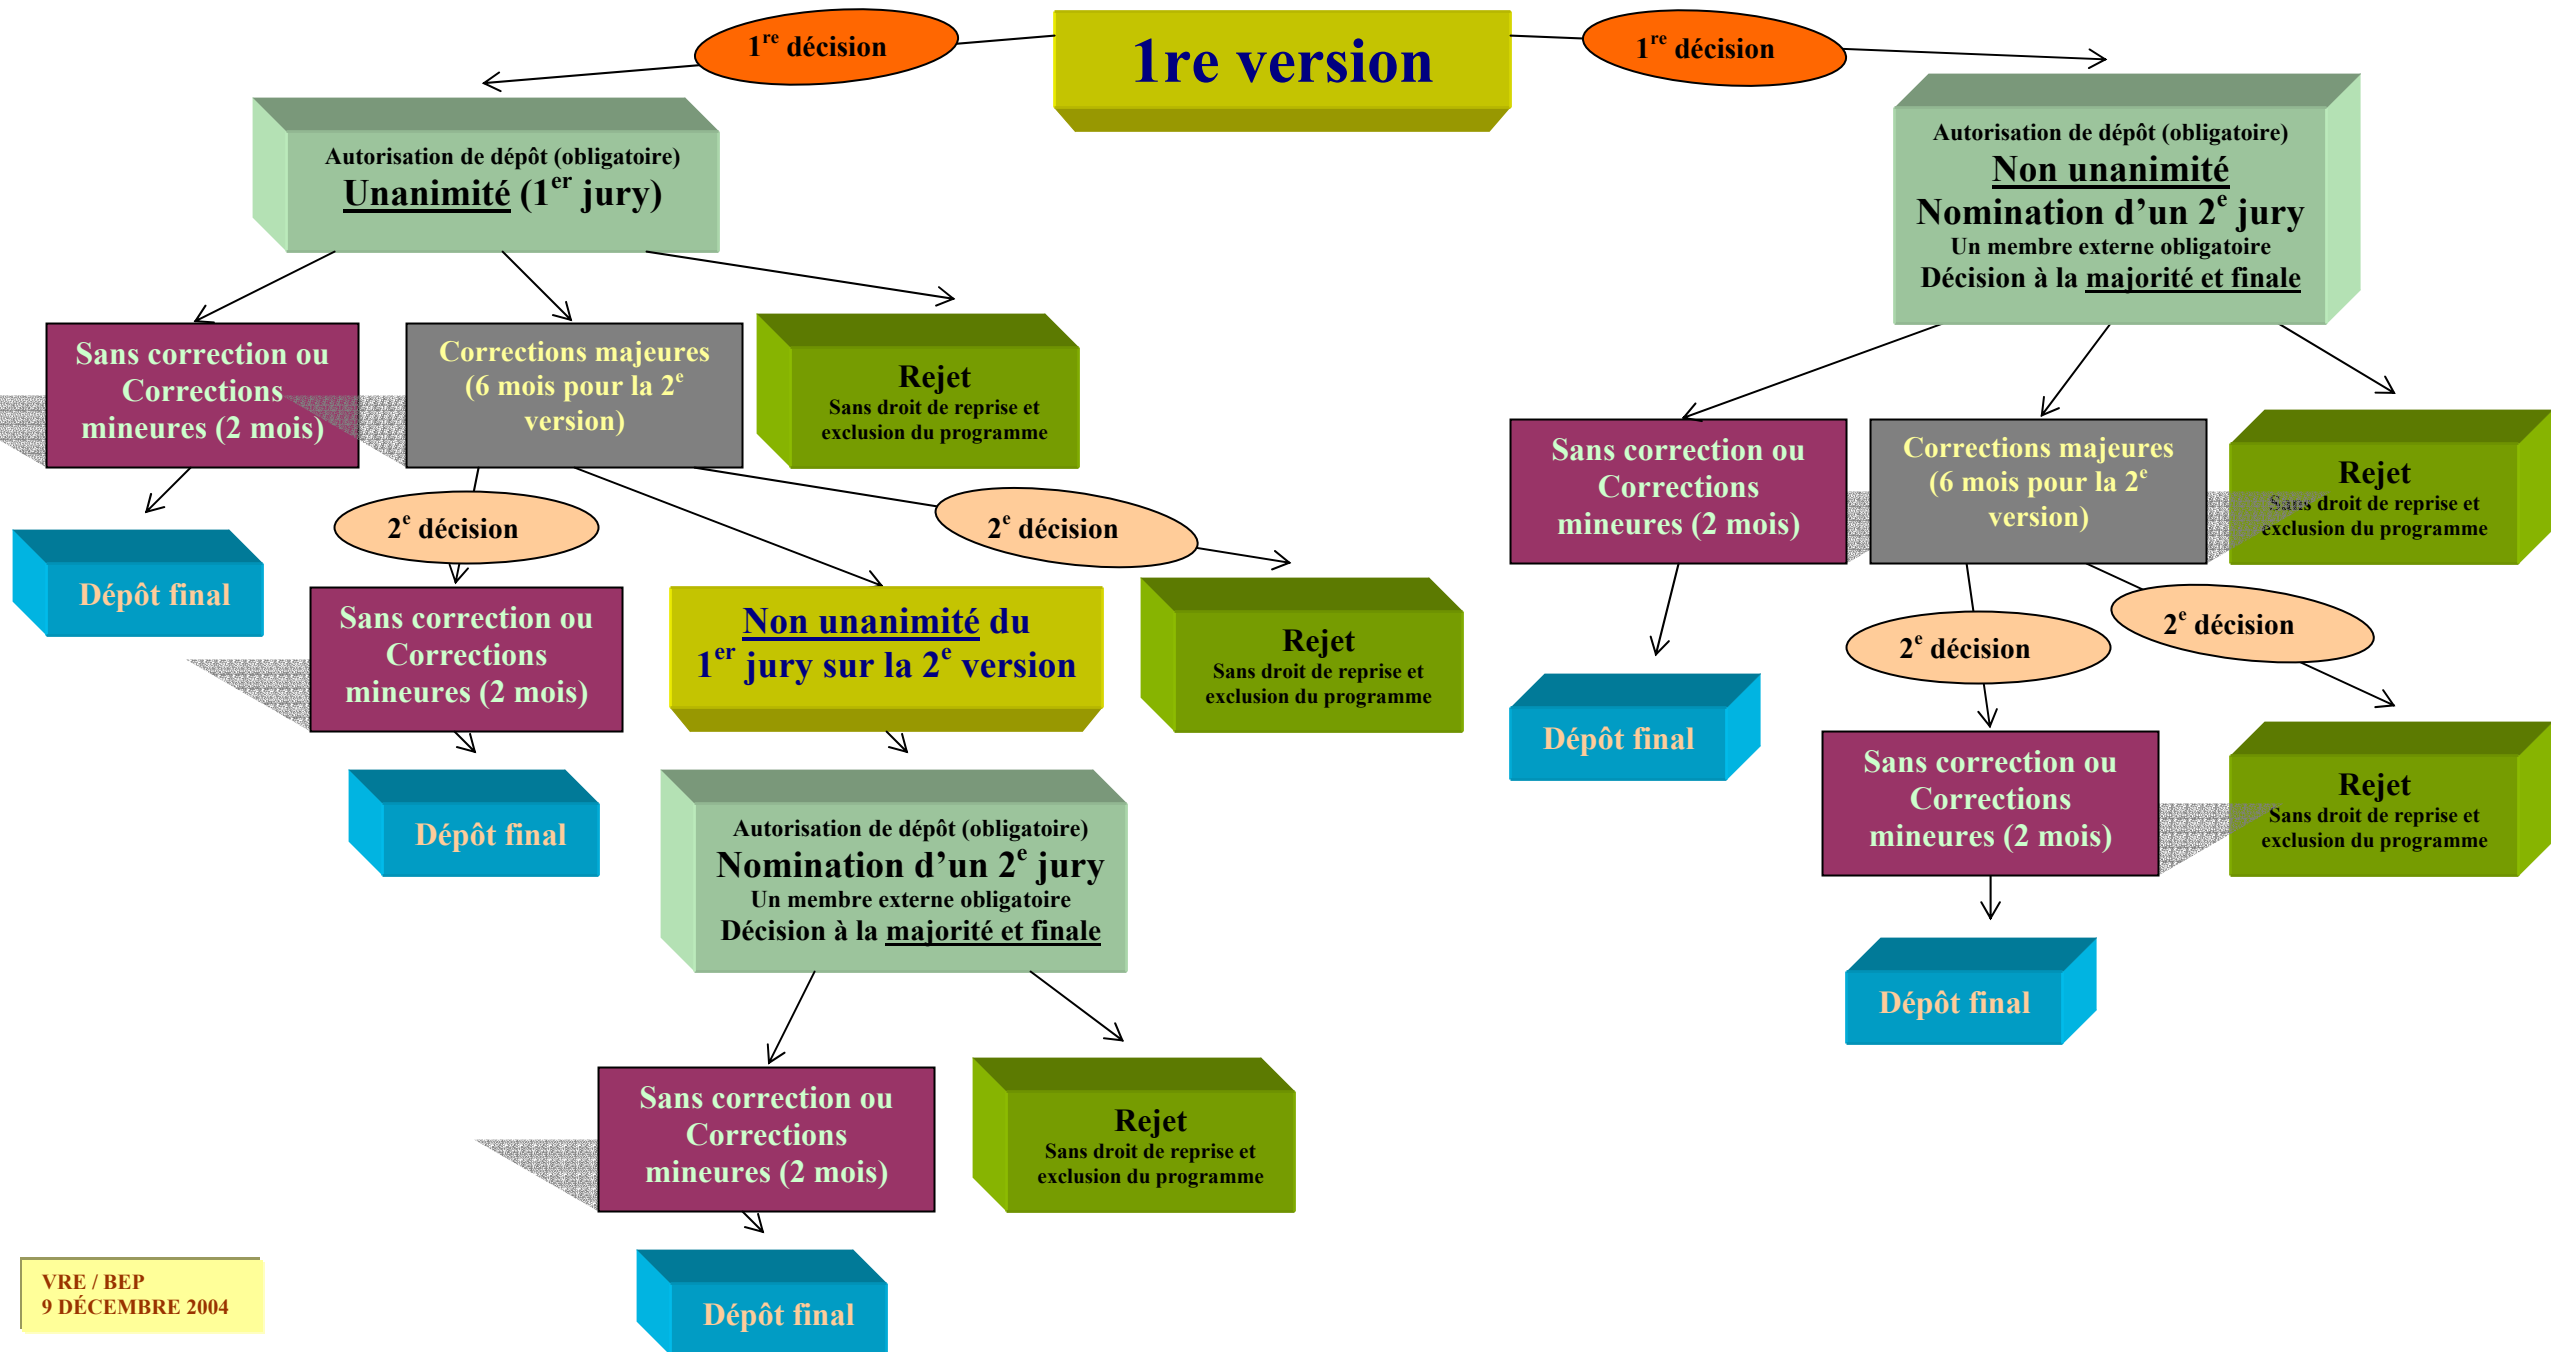 1re version
1re décision
1re décision
Autorisation de dépôt (obligatoire)
Unanimité (1er jury)
Autorisation de dépôt (obligatoire)
Non unanimité
Nomination d’un 2e jury
Un membre externe obligatoire
Décision à la majorité et finale
Sans correction ou
Corrections
mineures (2 mois)
Corrections majeures
(6 mois pour la 2e
version)
Rejet
Sans droit de reprise et
exclusion du programme
Sans correction ou
Corrections
mineures (2 mois)
Corrections majeures
(6 mois pour la 2e
version)
Rejet
Sans droit de reprise et
exclusion du programme
2e décision
2e décision
Dépôt final
Sans correction ou
Corrections
mineures (2 mois)
Non unanimité du
1er jury sur la 2e version
Rejet
Sans droit de reprise et
exclusion du programme
2e décision
2e décision
Dépôt final
Sans correction ou
Corrections
mineures (2 mois)
Rejet
Sans droit de reprise et
exclusion du programme
Dépôt final
Autorisation de dépôt (obligatoire)
Nomination d’un 2e jury
Un membre externe obligatoire
Décision à la majorité et finale
Dépôt final
Sans correction ou
Corrections
mineures (2 mois)
Rejet
Sans droit de reprise et
exclusion du programme
Dépôt final
VRE / BEP
9 DÉCEMBRE 2004